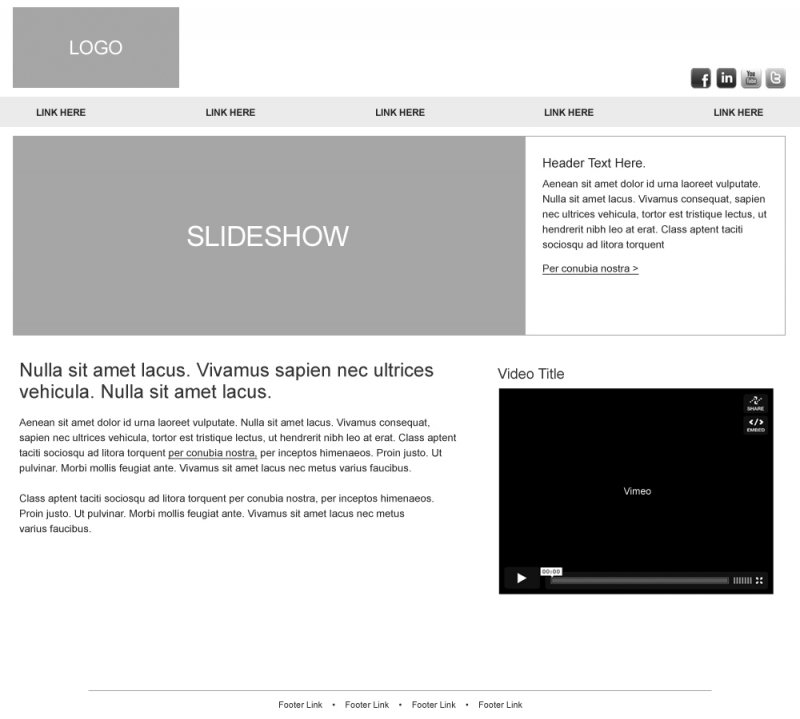 LOGO
f in You Tube t
LINK HERE LINK HERE LINK HERE LINK HERE LINK HERE
SLIDESHOW
Header Text Here.
Aenean sit amet dolor id urna laoreet vulputate.
Nulla sit amet lacus. Vivamus consequat, sapien
nec ultrices vehicula, tortor est tristique lectus, ut
hendrerit nibh leo at erat. Class aptent taciti
sociosqu ad litora torquent
Per conubia nostra >
Nulla sit amet lacus. Vivamus sapien nec ultrices
vehicula. Nulla sit amet lacus.
Aenean sit amet dolor id urna laoreet vulputate. Nulla sit amet lacus. Vivamus consequat,
sapien nec ultrices vehicula, tortor est tristique lectus, ut hendrerit nibh leo at erat. Class aptent
taciti sociosqu ad litora torquent per conubia nostra, per inceptos himenaeos. Proin justo. Ut
pulvinar. Morbi mollis feugiat ante. Vivamus sit amet lacus nec metus varius faucibus.
Class aptent taciti sociosqu ad litora torquent per conubia nostra, per inceptos himenaeos.
Proin justo. Ut pulvinar. Morbi mollis feugiat ante. Vivamus sit amet lacus nec metus
varius faucibus.
Video Title
SHARE
EMBED
Vimeo
00:00
Footer Link • Footer Link • Footer Link • Footer Link